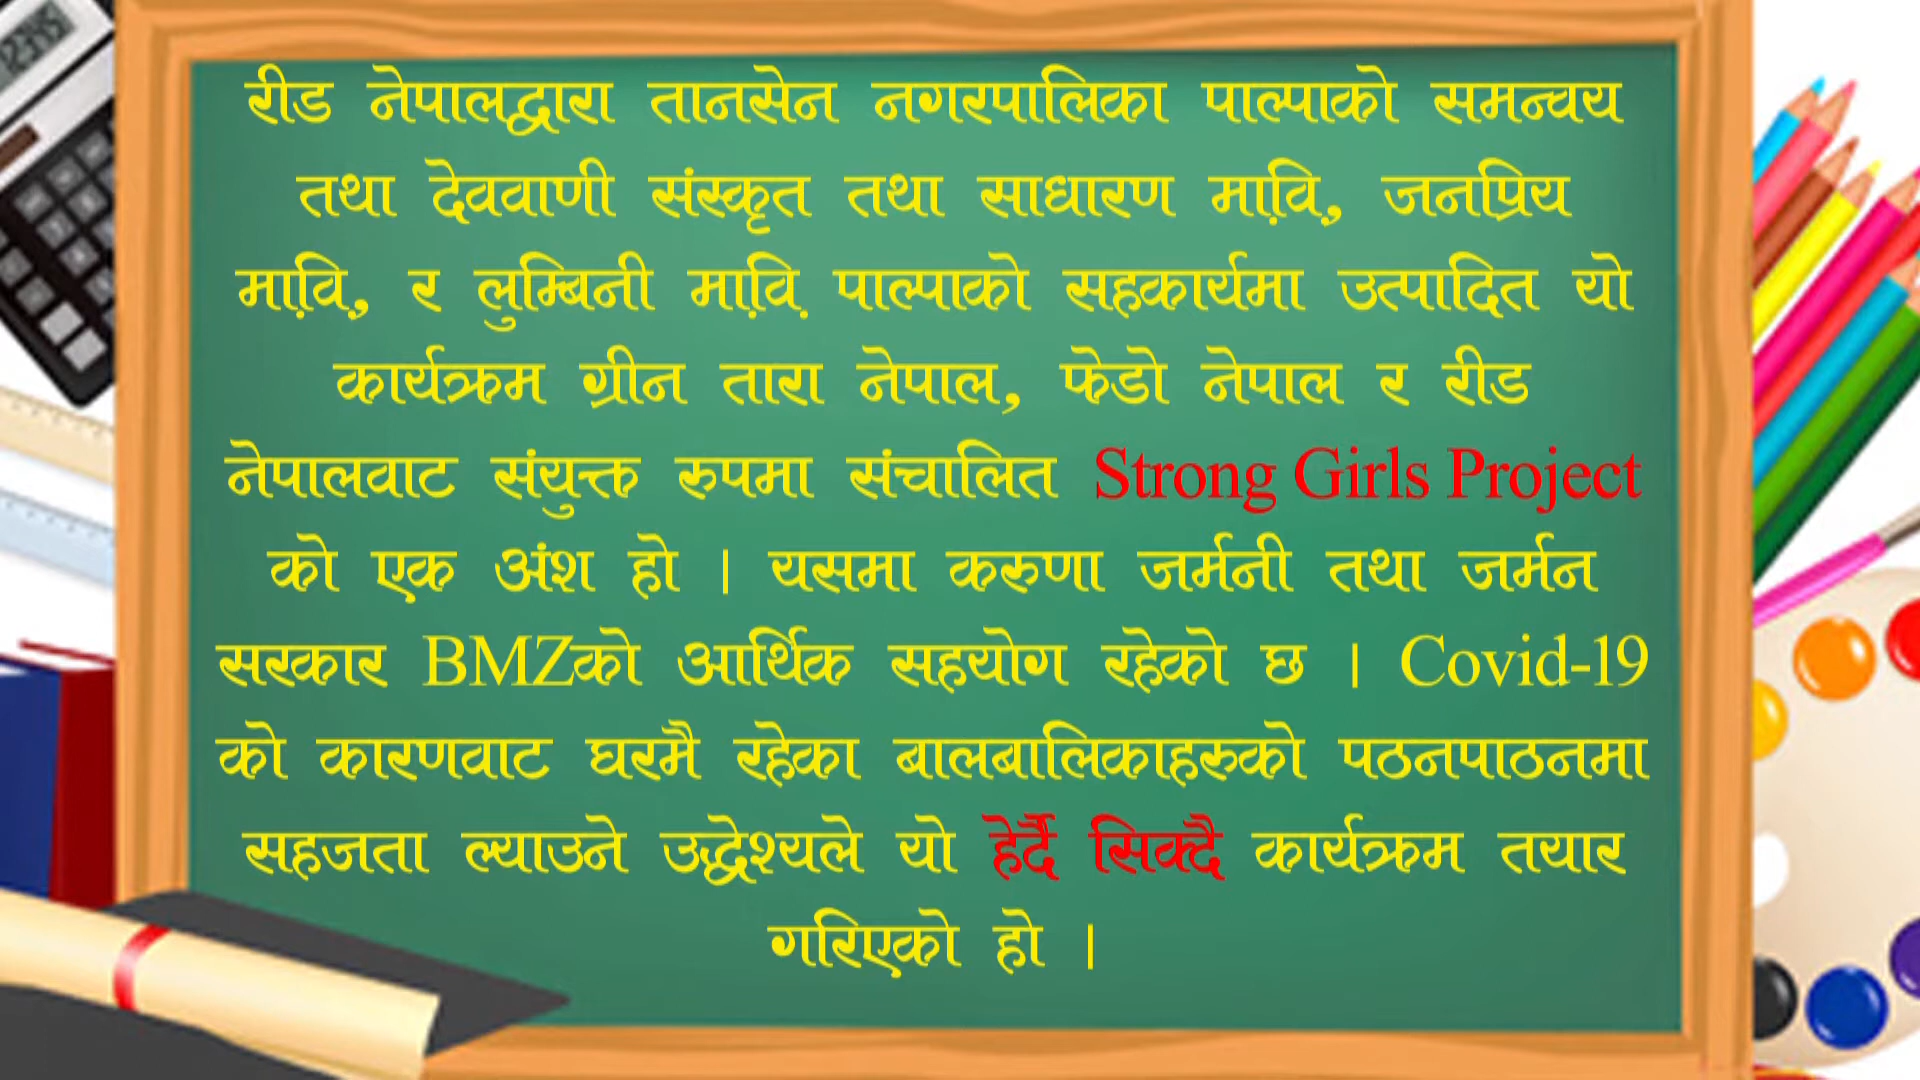 रीड नेपालद्वारा तानसेन नगरपालिका पाल्पाको समन्वय
तथा देववाणी संस्कृत तथा साधारण मा़वि़, जनप्रिय
मा़वि़, र लुम्बिनी मा़वि़ पाल्पाको सहकार्यमा उत्पादित यो
कार्यक्रम ग्रीन तारा नेपाल, फेडो नेपाल र रीड
नेपालवाट संयुक्त रुपमा संचालित Strong Girls Project
को एक अंश हो । यसमा करुणा जर्मनी तथा जर्मन
सरकार BMZको आर्थिक सहयोग रहेको छ । Covid-19
को कारणवाट घरमै रहेका बालबालिकाहरुको पठनपाठनमा
सहजता ल्याउने उद्धेश्यले यो हेर्दै सिक्दै कार्यक्रम तयार
गरिएको हो ।